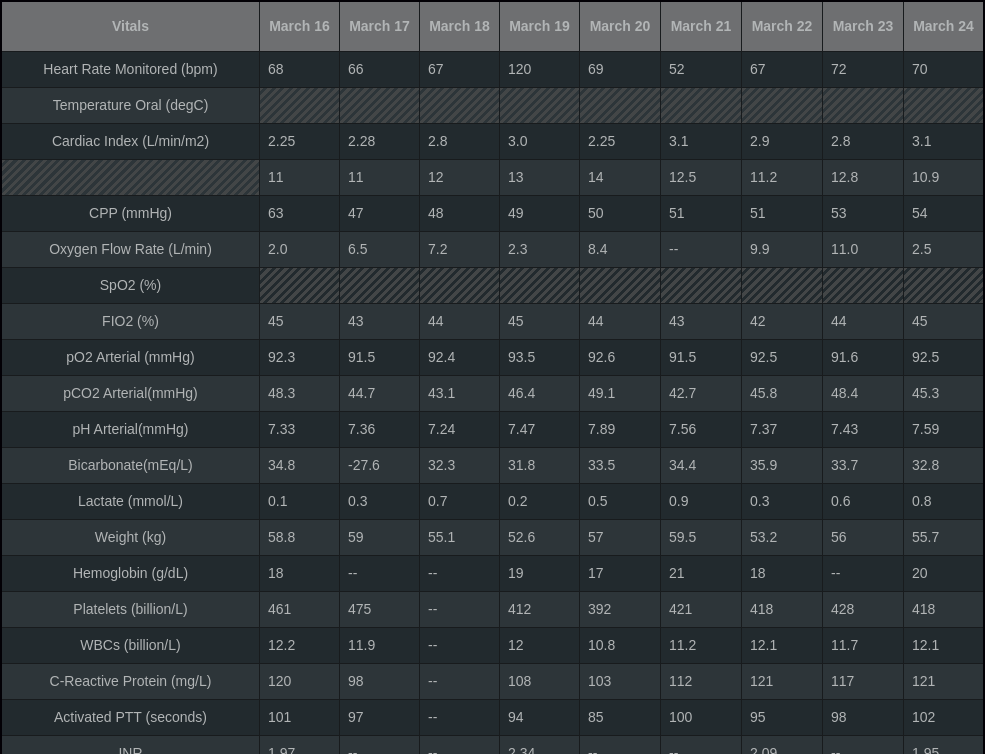 Vitals March 16 March 17 March 18 March 19 March 20 March 21 March 22 March 23 March 24
Heart Rate Monitored (bpm) 68 66 67 120 69 52 67 72 70
Temperature Oral (degC)
Cardiac Index (L/min/m2) 2.25 2.28 2.8 3.0 2.25 3.1 2.9 2.8 3.1
11 11 12 13 14 12.5 11.2 12.8 10.9
CPP (mmHg) 63 47 48 49 50 51 51 53 54
Oxygen Flow Rate (L/min) 2.0 6.5 7.2 2.3 8.4 -- 9.9 11.0 2.5
SpO2 (%)
FIO2 (%) 45 43 44 45 44 43 42 44 45
pO2 Arterial (mmHg) 92.3 91.5 92.4 93.5 92.6 91.5 92.5 91.6 92.5
pCO2 Arterial(mmHg) 48.3 44.7 43.1 46.4 49.1 42.7 45.8 48.4 45.3
pH Arterial(mmHg) 7.33 7.36 7.24 7.47 7.89 7.56 7.37 7.43 7.59
Bicarbonate(mEq/L) 34.8 -27.6 32.3 31.8 33.5 34.4 35.9 33.7 32.8
Lactate (mmol/L) 0.1 0.3 0.7 0.2 0.5 0.9 0.3 0.6 0.8
Weight (kg) 58.8 59 55.1 52.6 57 59.5 53.2 56 55.7
Hemoglobin (g/dL) 18 -- -- 19 17 21 18 -- 20
Platelets (billion/L) 461 475 -- 412 392 421 418 428 418
WBCs (billion/L) 12.2 11.9 -- 12 10.8 11.2 12.1 11.7 12.1
C-Reactive Protein (mg/L) 120 98 -- 108 103 112 121 117 121
Activated PTT (seconds) 101 97 -- 94 85 100 95 98 102
INR 1.97 -- -- 2.34 -- -- 2.09 -- 1.95